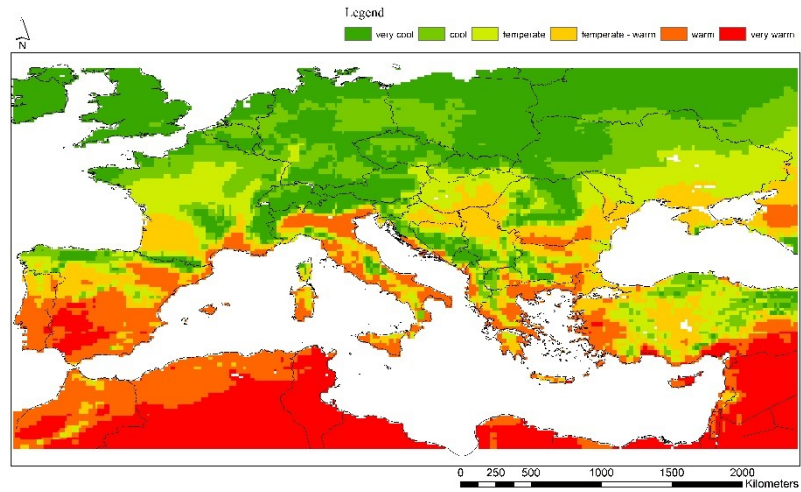 Legend
very cool cool temperate temperate - warm warm very warm
N
0 250 500 1000 1500 2000
Kilometers